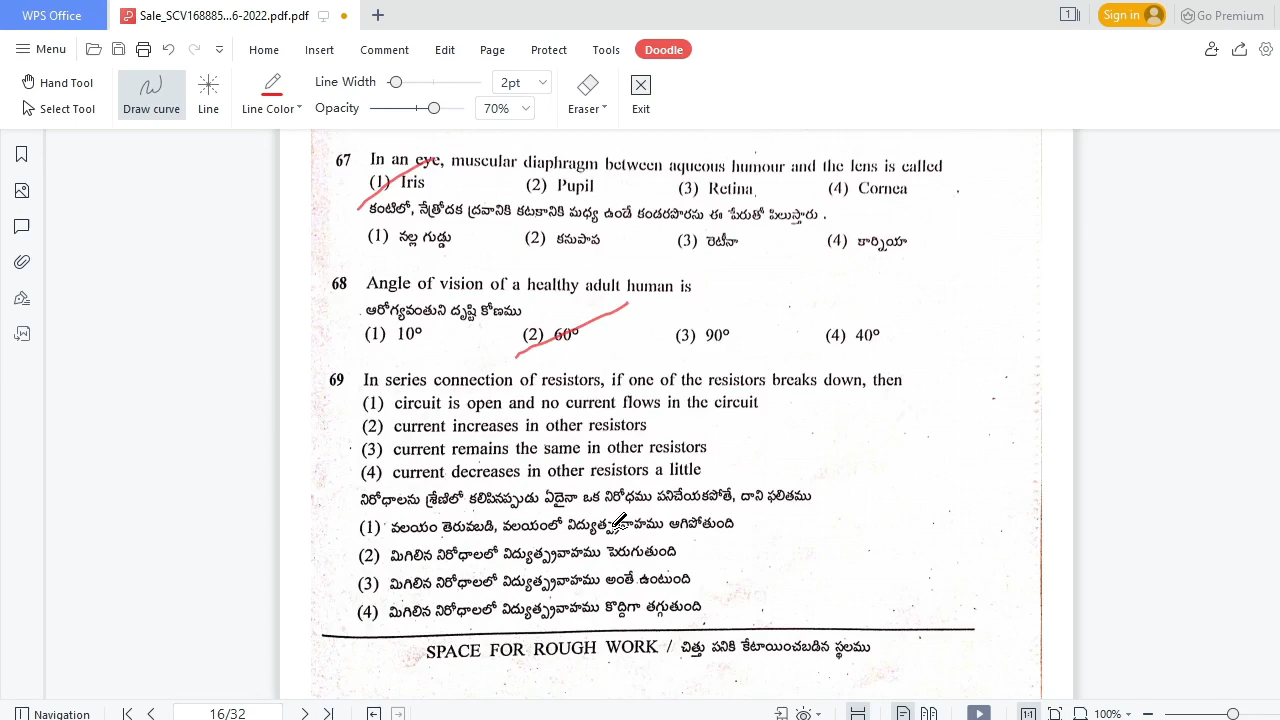 WPS Office
Sale_SCV168885...6-2022.pdf.pdf
1
Sign in
Go Premium
Menu
Home
Insert
Comment
Edit
Page
Protect
Tools
Doodle
Hand Tool
Select Tool
Draw curve
Line
Line Color
Line Width
2pt
Opacity
70%
Eraser
Exit
67 In an eye, muscular diaphragm between aqueous humour and the lens is called
(1) Iris (2) Pupil (3) Retina (4) Cornea
కంటిలో, నేత్రోదక ద్రవానికి కటకానికి మధ్య ఉండే కండరపొరను ఈ పేరుతో పిలుస్తారు .
(1) నల్ల గుడ్డు (2) కనుపాప (3) రెటీనా (4) కార్నియా
68 Angle of vision of a healthy adult human is
ఆరోగ్యవంతుని దృష్టి కోణము
(1) 10° (2) 60° (3) 90° (4) 40°
69 In series connection of resistors, if one of the resistors breaks down, then
(1) circuit is open and no current flows in the circuit
(2) current increases in other resistors
(3) current remains the same in other resistors
(4) current decreases in other resistors a little
నిరోధాలను శ్రేణిలో కలిపినప్పుడు ఏదైనా ఒక నిరోధము పనిచేయకపోతే, దాని ఫలితము
(1) వలయం తెరువబడి, వలయంలో విద్యుత్ప్రవాహము ఆగిపోతుంది
(2) మిగిలిన నిరోధాలలో విద్యుత్ప్రవాహము పెరుగుతుంది
(3) మిగిలిన నిరోధాలలో విద్యుత్ప్రవాహము అంతే ఉంటుంది
(4) మిగిలిన నిరోధాలలో విద్యుత్ప్రవాహము కొద్దిగా తగ్గుతుంది
SPACE FOR ROUGH WORK / చిత్తు పనికి కేటాయించబడిన స్థలము
Navigation
16/32
100%